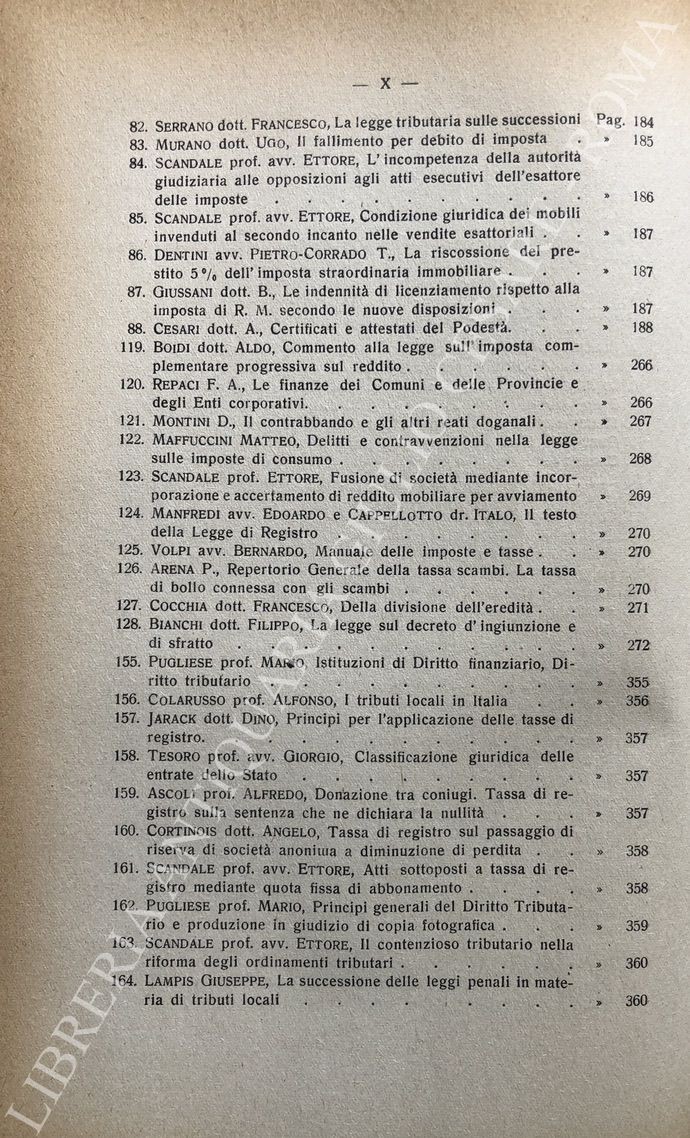 — X —
82. SERRANO dott. FRANCESCO, La legge tributaria sulle successioni Pag. 184
83. MURANO dott. UGO, Il fallimento per debito di imposta . » 185
84. SCANDALE prof. avv. ETTORE, L'incompetenza della autorità
giudiziaria alle opposizioni agli atti esecutivi dell'esattore
delle imposte . . . . . . . . . » 186
85. SCANDALE prof. avv. ETTORE, Condizione giuridica dei mobili
invenduti al secondo incanto nelle vendite esattoriali . . » 187
86. DENTINI avv. PIETRO-CORRADO T., La riscossione del pre-
stito 5% dell'imposta straordinaria immobiliare . . . » 187
87. GIUSSANI dott. B., Le indennità di licenziamento rispetto alla
imposta di R. M. secondo le nuove disposizioni . . . » 187
88. CESARI dott. A., Certificati e attestati del Podestà. . . » 188
119. BOIDI dott. ALDO, Commento alla legge sull'imposta com-
plementare progressiva sul reddito . . . . . » 266
120. REPACI F. A., Le finanze dei Comuni e delle Provincie e
degli Enti corporativi. . . . . . . . » 266
121. MONTINI D., Il contrabbando e gli altri reati doganali . . » 267
122. MAFFUCCINI MATTEO, Delitti e contravvenzioni nella legge
sulle imposte di consumo . . . . . . . » 268
123. SCANDALE prof. ETTORE, Fusione di società mediante incor-
porazione e accertamento di reddito mobiliare per avviamento » 269
124. MANFREDI avv. EDOARDO e CAPPELLOTTO dr. ITALO, Il testo
della Legge di Registro . . . . . . . » 270
125. VOLPI avv. BERNARDO, Manuale delle imposte e tasse . . » 270
126. ARENA P., Repertorio Generale della tassa scambi. La tassa
di bollo connessa con gli scambi . . . . . » 270
127. COCCHIA dott. FRANCESCO, Della divisione dell'eredità . . » 271
128. BIANCHI dott. FILIPPO, La legge sul decreto d'ingiunzione e
di sfratto . . . . . . . . . . » 272
155. PUGLIESE prof. MARIO, Istituzioni di Diritto finanziario, Di-
ritto tributario . . . . . . . . . » 355
156. COLARUSSO prof. ALFONSO, I tributi locali in Italia . . » 356
157. JARACK dott. DINO, Principi per l'applicazione delle tasse di
registro. . . . . . . . . . . » 357
158. TESORO prof. avv. GIORGIO, Classificazione giuridica delle
entrate dello Stato . . . . . . . . » 357
159. ASCOLI prof. ALFREDO, Donazione tra coniugi. Tassa di re-
gistro sulla sentenza che ne dichiara la nullità . . . » 357
160. CORTINOIS dott. ANGELO, Tassa di registro sul passaggio di
riserva di società anonima a diminuzione di perdita . . » 358
161. SCANDALE prof. avv. ETTORE, Atti sottoposti a tassa di re-
gistro mediante quota fissa di abbonamento . . . . » 358
162. PUGLIESE prof. MARIO, Principi generali del Diritto Tributa-
rio e produzione in giudizio di copia fotografica . . . » 359
163. SCANDALE prof. avv. ETTORE, Il contenzioso tributario nella
riforma degli ordinamenti tributari . . . . . . » 360
164. LAMPIS GIUSEPPE, La successione delle leggi penali in mate-
ria di tributi locali . . . . . . . . » 360